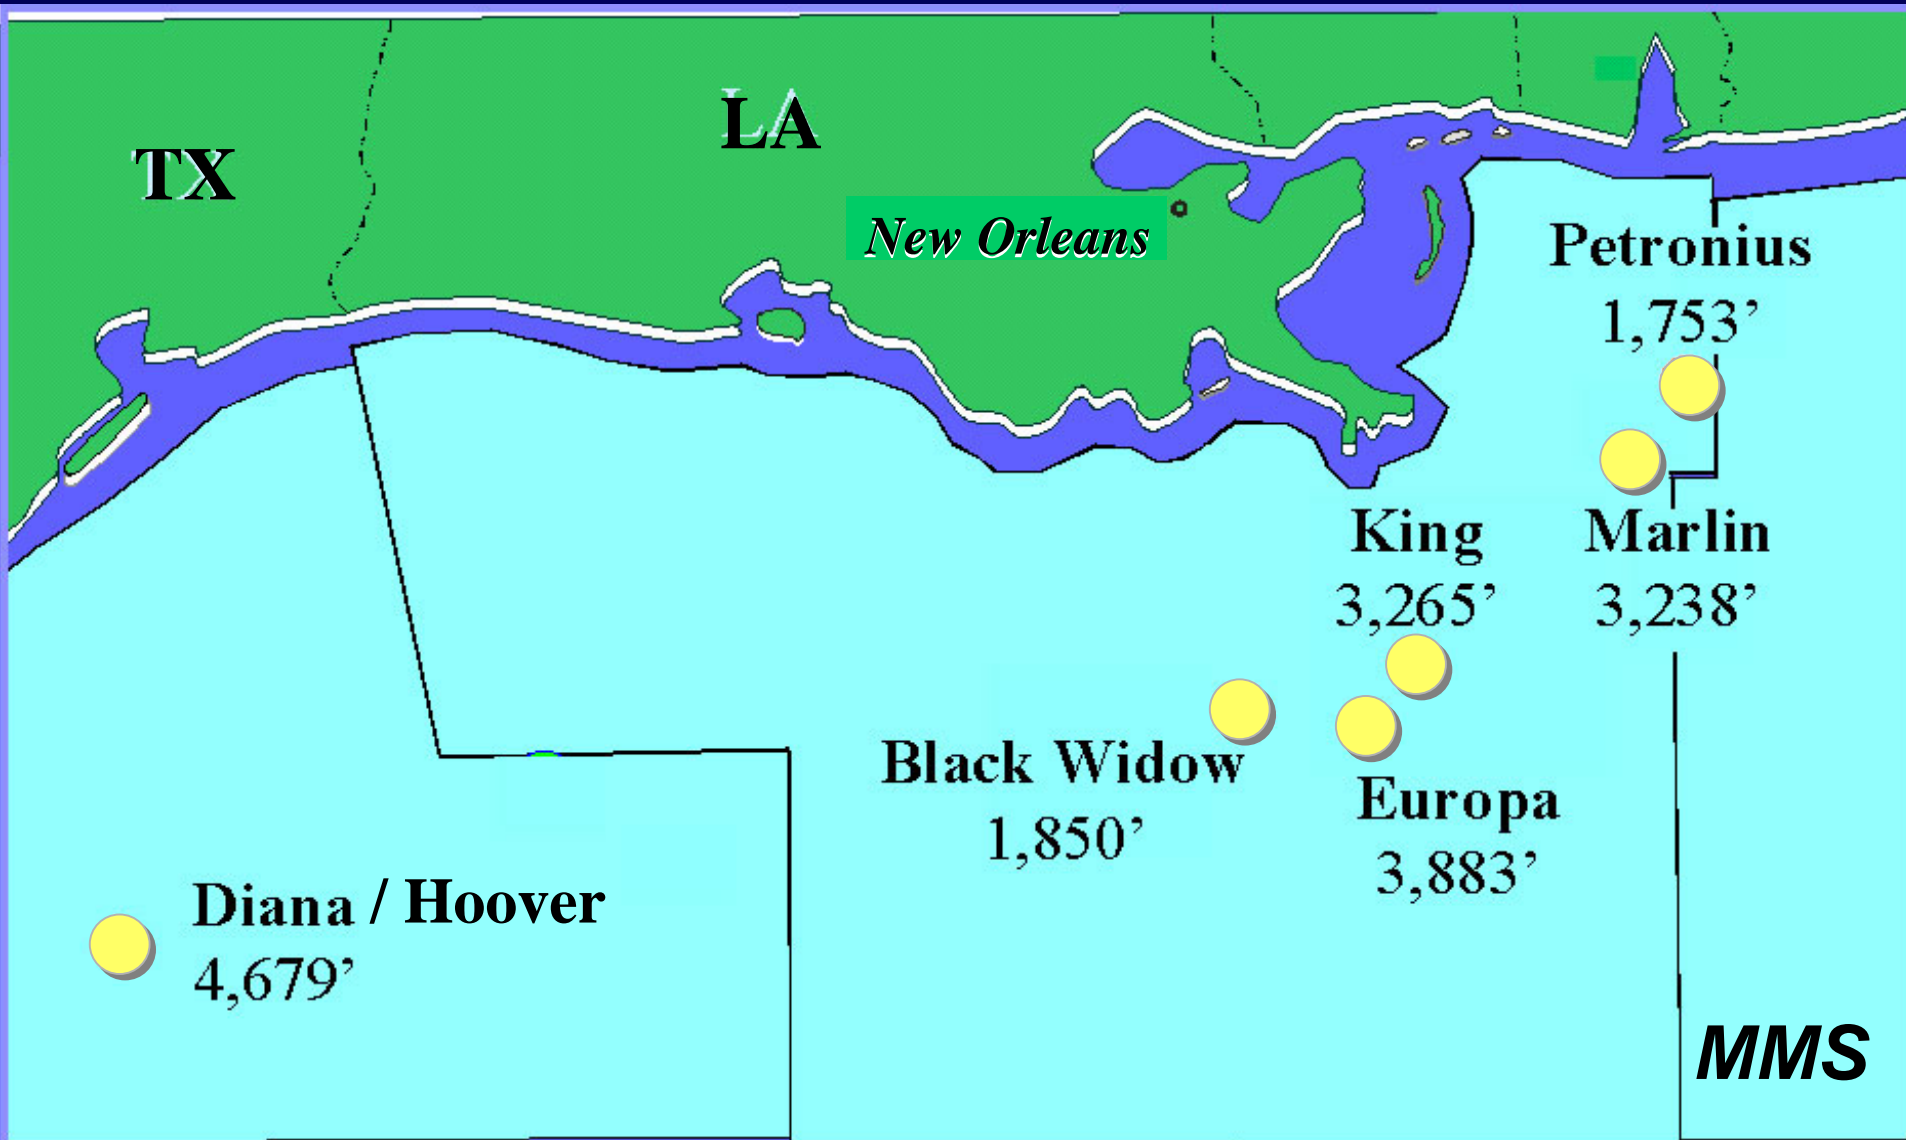 LA
TX
New Orleans
Petronius
1,753’
King
3,265’
Marlin
3,238’
Black Widow
1,850’
Europa
3,883’
Diana / Hoover
4,679’
MMS